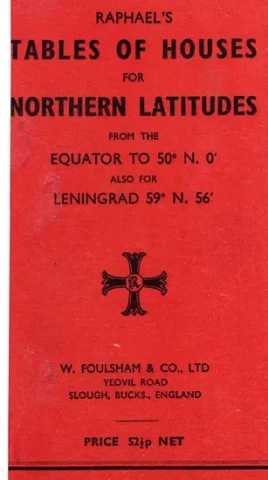 RAPHAEL'S
TABLES OF HOUSES
FOR
NORTHERN LATITUDES
FROM THE
EQUATOR TO 50° N. 0'
ALSO FOR
LENINGRAD 59° N. 56'
R
W. FOULSHAM & CO., LTD
YEOVIL ROAD
SLOUGH, BUCKS., ENGLAND
PRICE 52½p NET